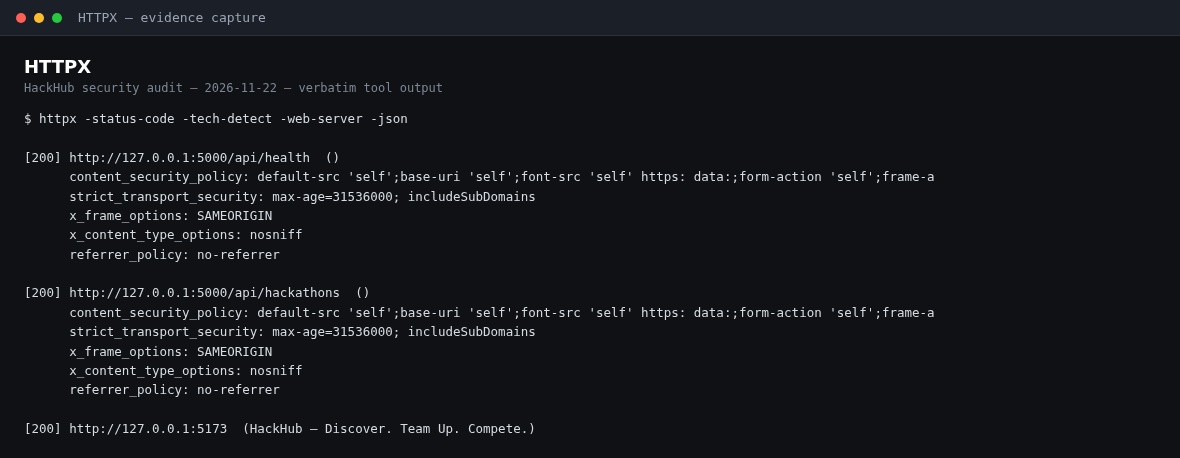 HTTPX — evidence capture
HTTPX
HackHub security audit — 2026-11-22 — verbatim tool output
$ httpx -status-code -tech-detect -web-server -json
[200] http://127.0.0.1:5000/api/health  ()
content_security_policy: default-src 'self';base-uri 'self';font-src 'self' https: data:;form-action 'self';frame-a
strict_transport_security: max-age=31536000; includeSubDomains
x_frame_options: SAMEORIGIN
x_content_type_options: nosniff
referrer_policy: no-referrer
[200] http://127.0.0.1:5000/api/hackathons  ()
content_security_policy: default-src 'self';base-uri 'self';font-src 'self' https: data:;form-action 'self';frame-a
strict_transport_security: max-age=31536000; includeSubDomains
x_frame_options: SAMEORIGIN
x_content_type_options: nosniff
referrer_policy: no-referrer
[200] http://127.0.0.1:5173  (HackHub — Discover. Team Up. Compete.)